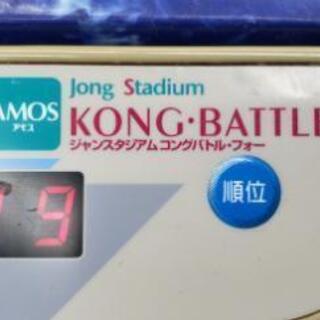 AMOS
アモス
Jong Stadium
KONG·BATTLE
ジャンスタジアム コングバトル・フォー
9
順位